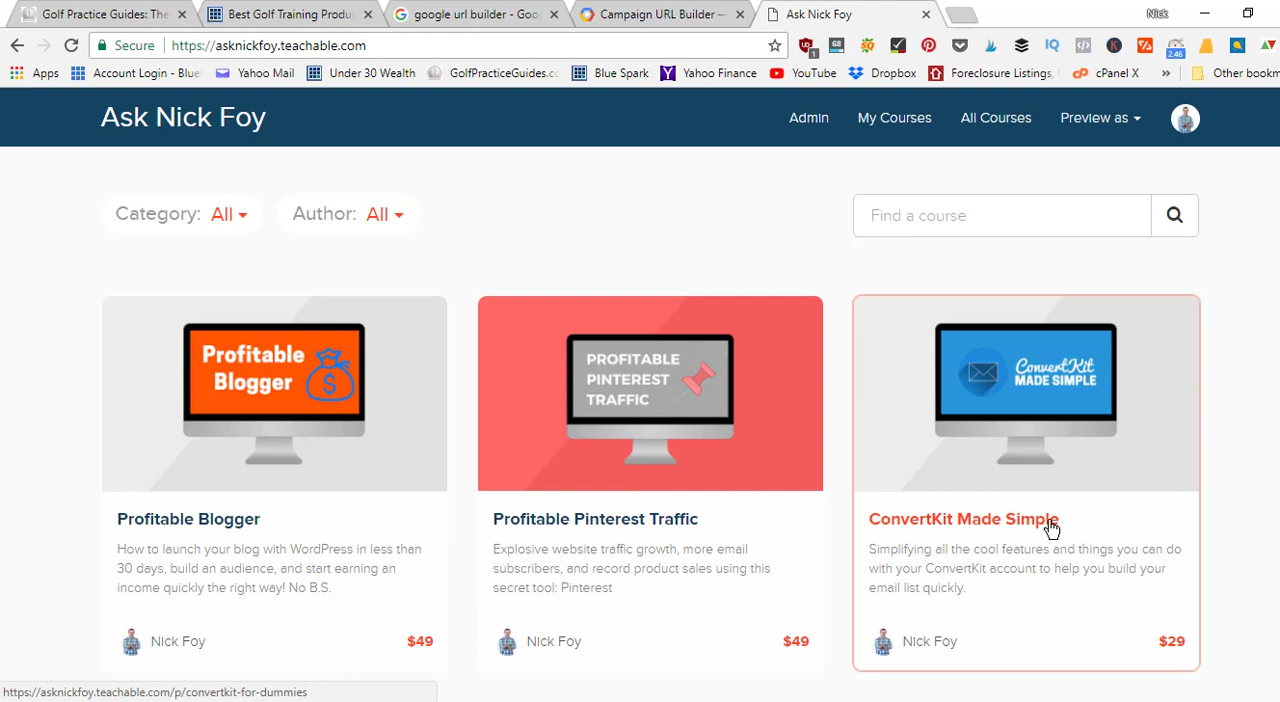 Golf Practice Guides: The
Best Golf Training Produ
google url builder - Goo
Campaign URL Builder —
Ask Nick Foy
Nick
Secure
https://asknickfoy.teachable.com
1
68
2.46
Apps
Account Login - Blue
Yahoo Mail
Under 30 Wealth
GolfPracticeGuides.co
Blue Spark
Yahoo Finance
YouTube
Dropbox
Foreclosure Listings,
cPanel X
»
Other bookm
Ask Nick Foy
Admin
My Courses
All Courses
Preview as
Category: All
Author: All
Find a course
Profitable
Blogger
Profitable Blogger
How to launch your blog with WordPress in less than
30 days, build an audience, and start earning an
income quickly the right way! No B.S.
Nick Foy
$49
PROFITABLE
PINTEREST
TRAFFIC
Profitable Pinterest Traffic
Explosive website traffic growth, more email
subscribers, and record product sales using this
secret tool: Pinterest
Nick Foy
$49
ConvertKit
MADE SIMPLE
ConvertKit Made Simple
Simplifying all the cool features and things you can do
with your ConvertKit account to help you build your
email list quickly.
Nick Foy
$29
https://asknickfoy.teachable.com/p/convertkit-for-dummies